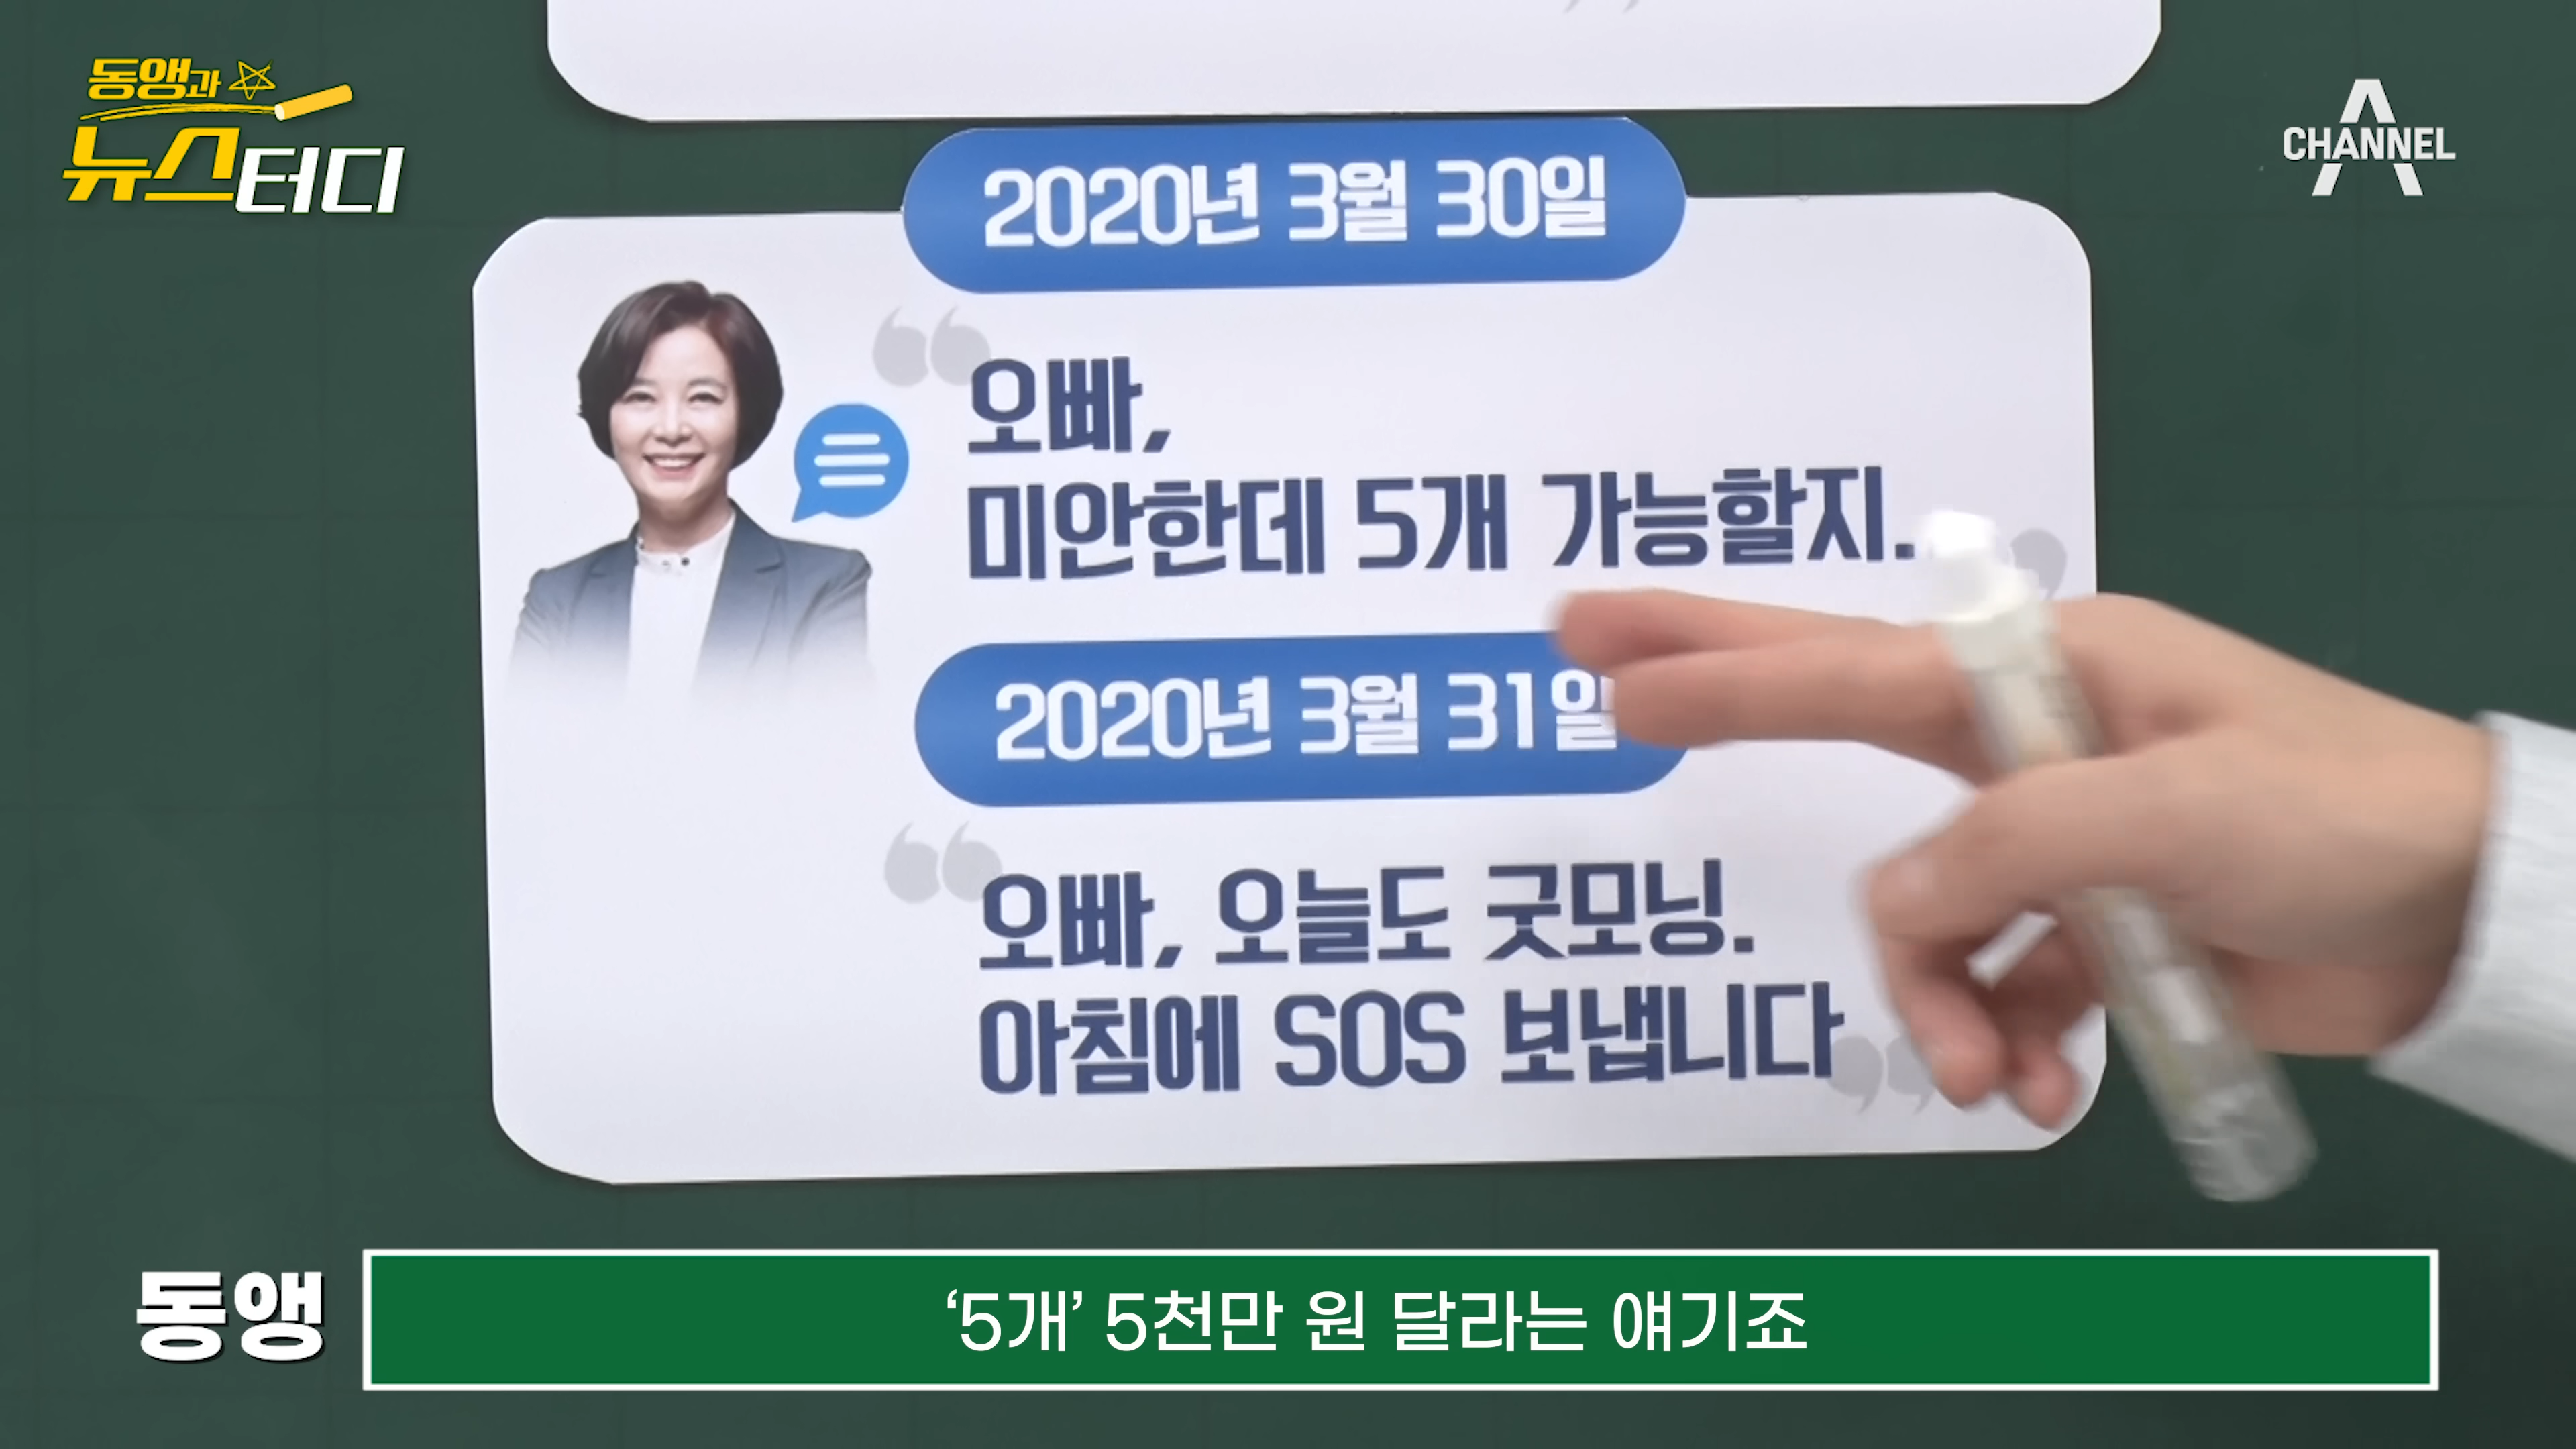 동앵과
뉴스터디
CHANNEL A
2020년 3월 30일
오빠,
미안한데 5개 가능할지.
2020년 3월 31일
오빠, 오늘도 굿모닝.
아침에 SOS 보냅니다
동앵
‘5개’ 5천만 원 달라는 얘기죠